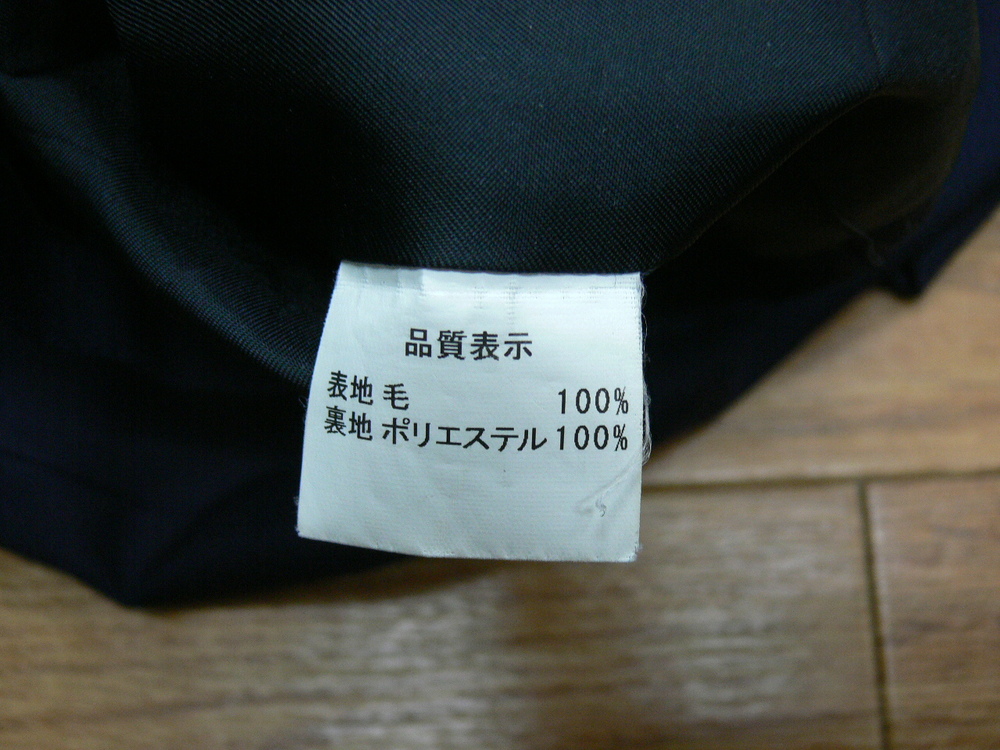 品質表示
表地 毛 100%
裏地 ポリエステル 100%